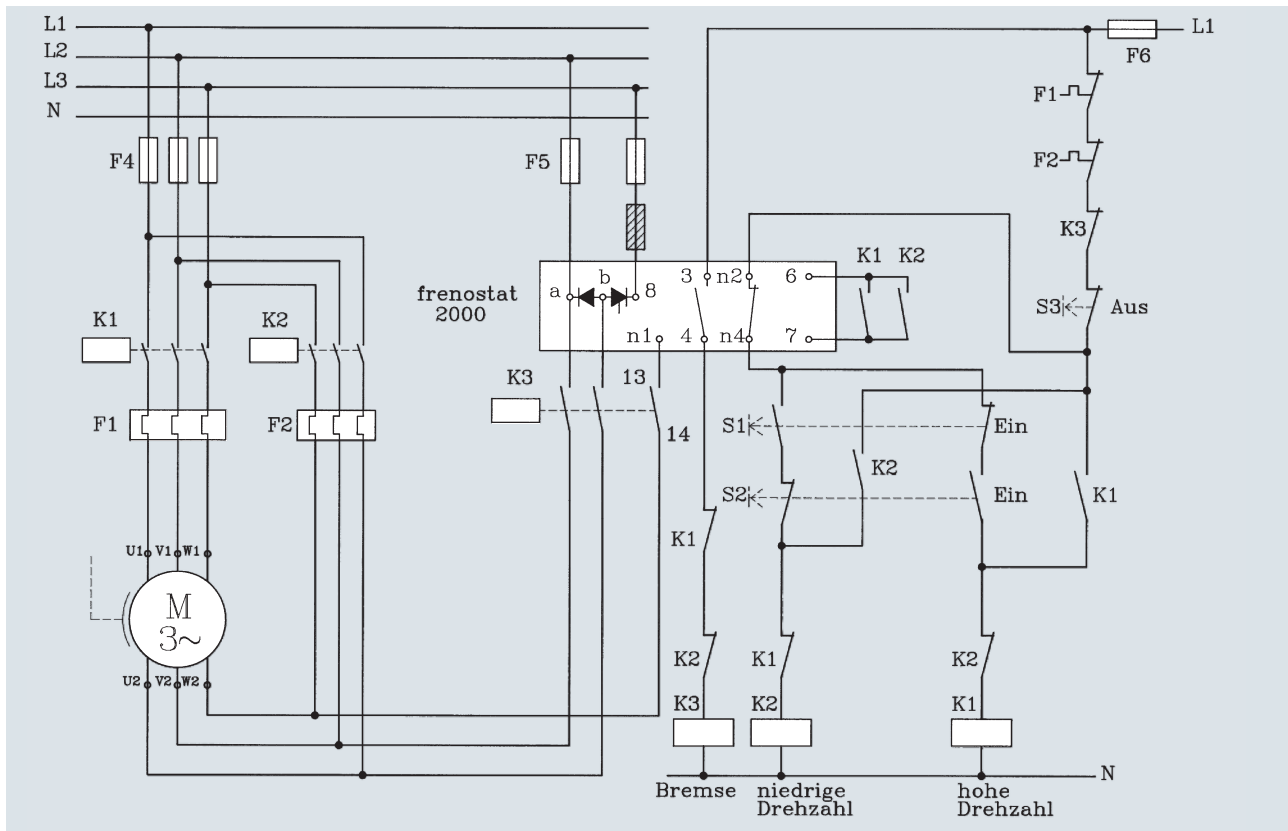 L1
L2
L3
N
F4
F5
L1
F6
F1
F2
K3
S3
Aus
frenostat
2000
a
b
8
3
n2
6
K1
K2
n1
4
n4
7
K1
K2
K3
13
14
F1
F2
S1
Ein
K2
S2
Ein
K1
K1
U1
V1
W1
M
3~
U2
V2
W2
K2
K1
K2
K3
K2
K1
N
Bremse
niedrige
Drehzahl
hohe
Drehzahl